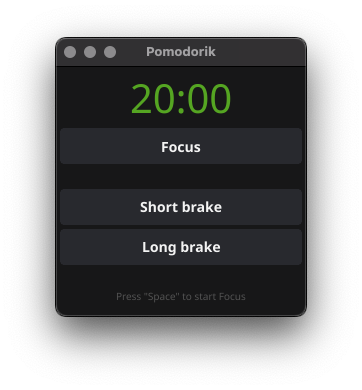 Pomodorik
20:00
Focus
Short brake
Long brake
Press "Space" to start Focus